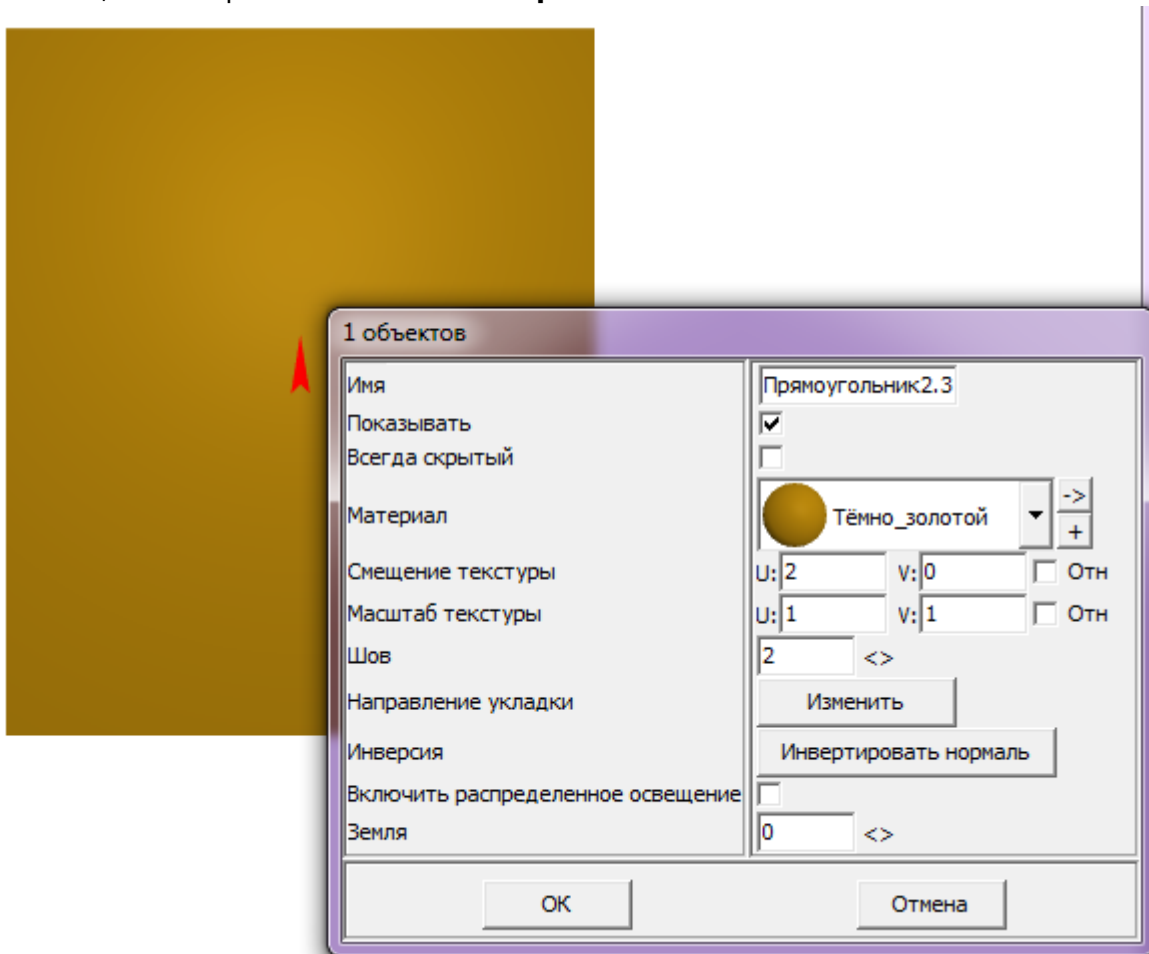 1 объектов
Имя Прямоугольник2.3
Показывать
Всегда скрытый
Материал Тёмно_золотой ->
+
Смещение текстуры U: 2 V: 0 Отн
Масштаб текстуры U: 1 V: 1 Отн
Шов 2 <>
Направление укладки Изменить
Инверсия Инвертировать нормаль
Включить распределенное освещение
Земля 0 <>
ОК Отмена